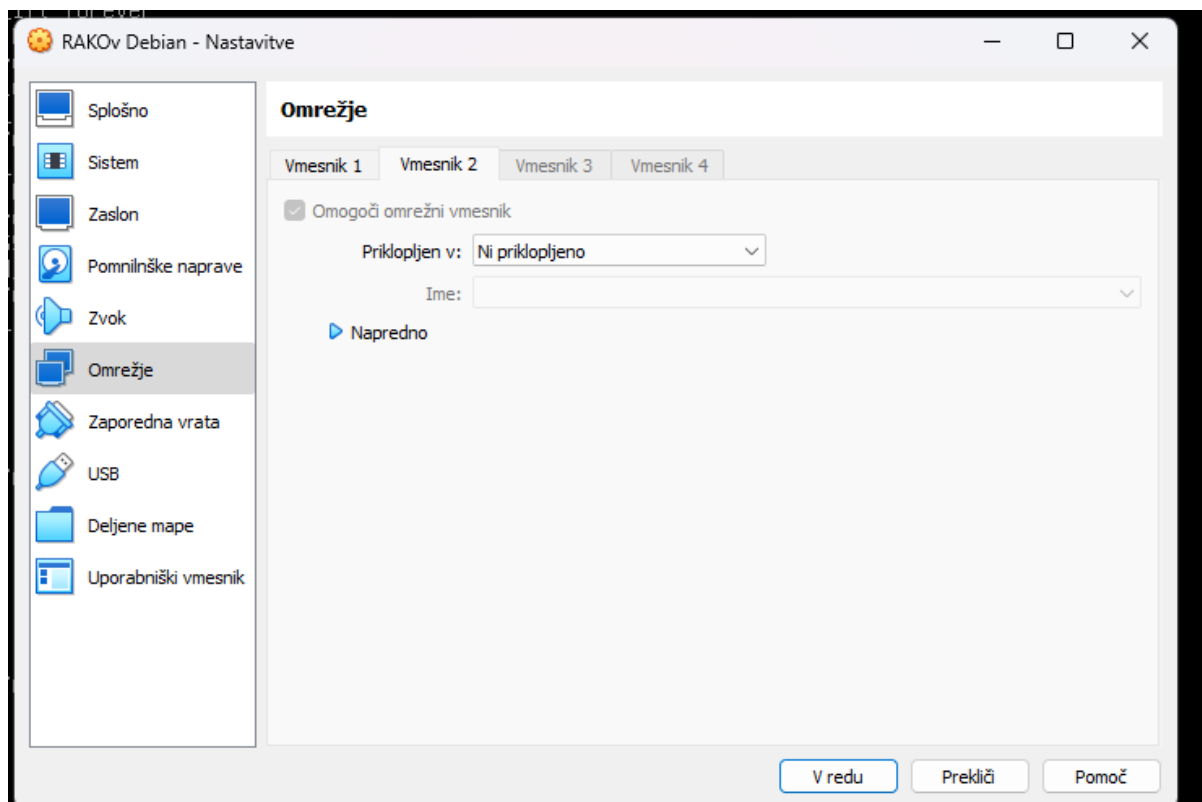 forever
RAKOv Debian - Nastavitve
Splošno
Sistem
Zaslon
Pomnilnške naprave
Zvok
Omrežje
Zaporedna vrata
USB
Deljene mape
Uporabniški vmesnik
Omrežje
Vmesnik 1 Vmesnik 2 Vmesnik 3 Vmesnik 4
Omogoči omrežni vmesnik
Priklopljen v: Ni priklopljeno
Ime:
Napredno
V redu Prekliči Pomoč